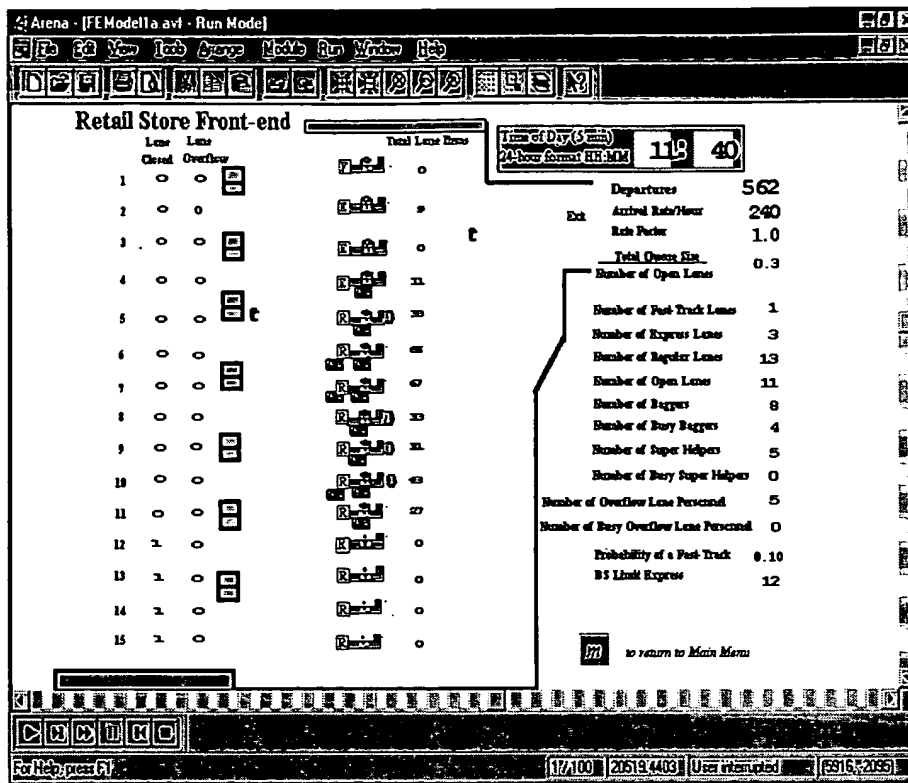 Arena - [FEModel1a.avf - Run Mode]
File Edit View Tools Arrange Module Run Window Help
Retail Store Front-end
Time of Day (5 min)
24-hour format HH:MM
40
Lane Closed
Lane Overflow
Total Lane Items
Departures 562
Exit
Arrival Rate/Hour 240
Rate Factor 1.0
Total Queue Size 0.3
Number of Open Lanes
Number of Fast-Track Lanes 1
Number of Express Lanes 3
Number of Regular Lanes 13
Number of Open Lanes 11
Number of Baggers 8
Number of Busy Baggers 4
Number of Super Helpers 5
Number of Busy Super Helpers 0
Number of Overflow Lane Personnel 5
Number of Busy Overflow Lane Personnel 0
Probability of a Fast-Track 0.10
BS Limit Express 12
1 0 0 F 0
2 0 0 E
3 0 0 E 0
4 0 0 E
5 0 0 R
6 0 0 R
7 0 0 R 67
8 0 0 R 33
9 0 0 R
10 0 0 R
11 0 0 R 27
12 1 0 R 0
13 1 0 R 0
14 1 0 R 0
15 1 0 R 0
m to return to Main Menu
For Help, press F1
17/100 20519.4403 User interrupted (5916, -2095)